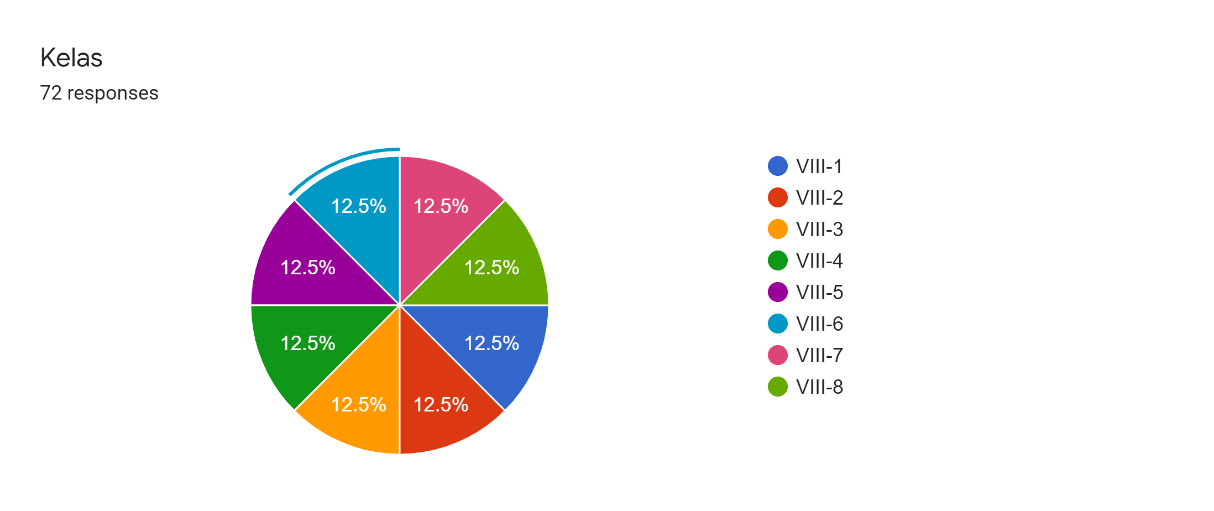 Kelas
72 responses
12.5% 12.5%
12.5% 12.5%
12.5% 12.5%
12.5% 12.5%
VIII-1
VIII-2
VIII-3
VIII-4
VIII-5
VIII-6
VIII-7
VIII-8